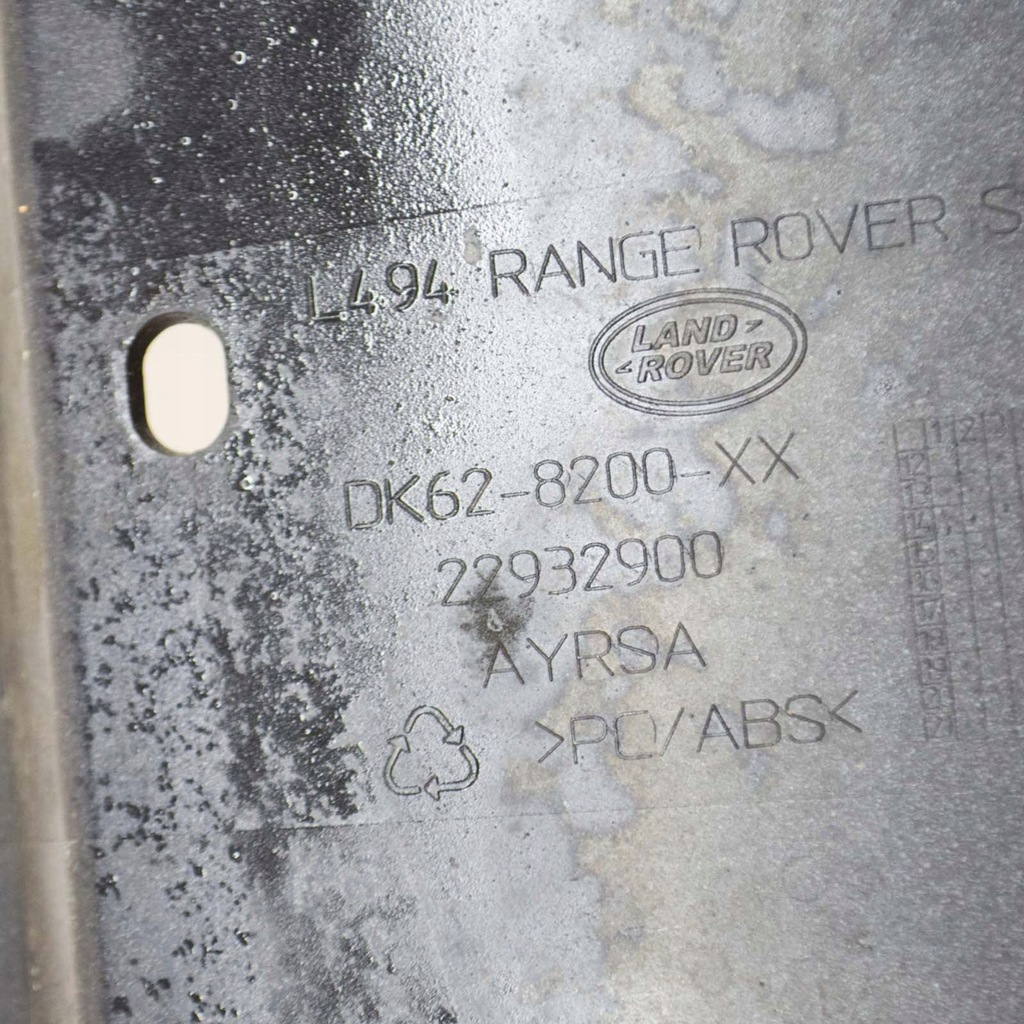 L494 RANGE ROVER S
LAND
ROVER
DK62-8200-XX
22932900
AYRSA
>PC/ABS<